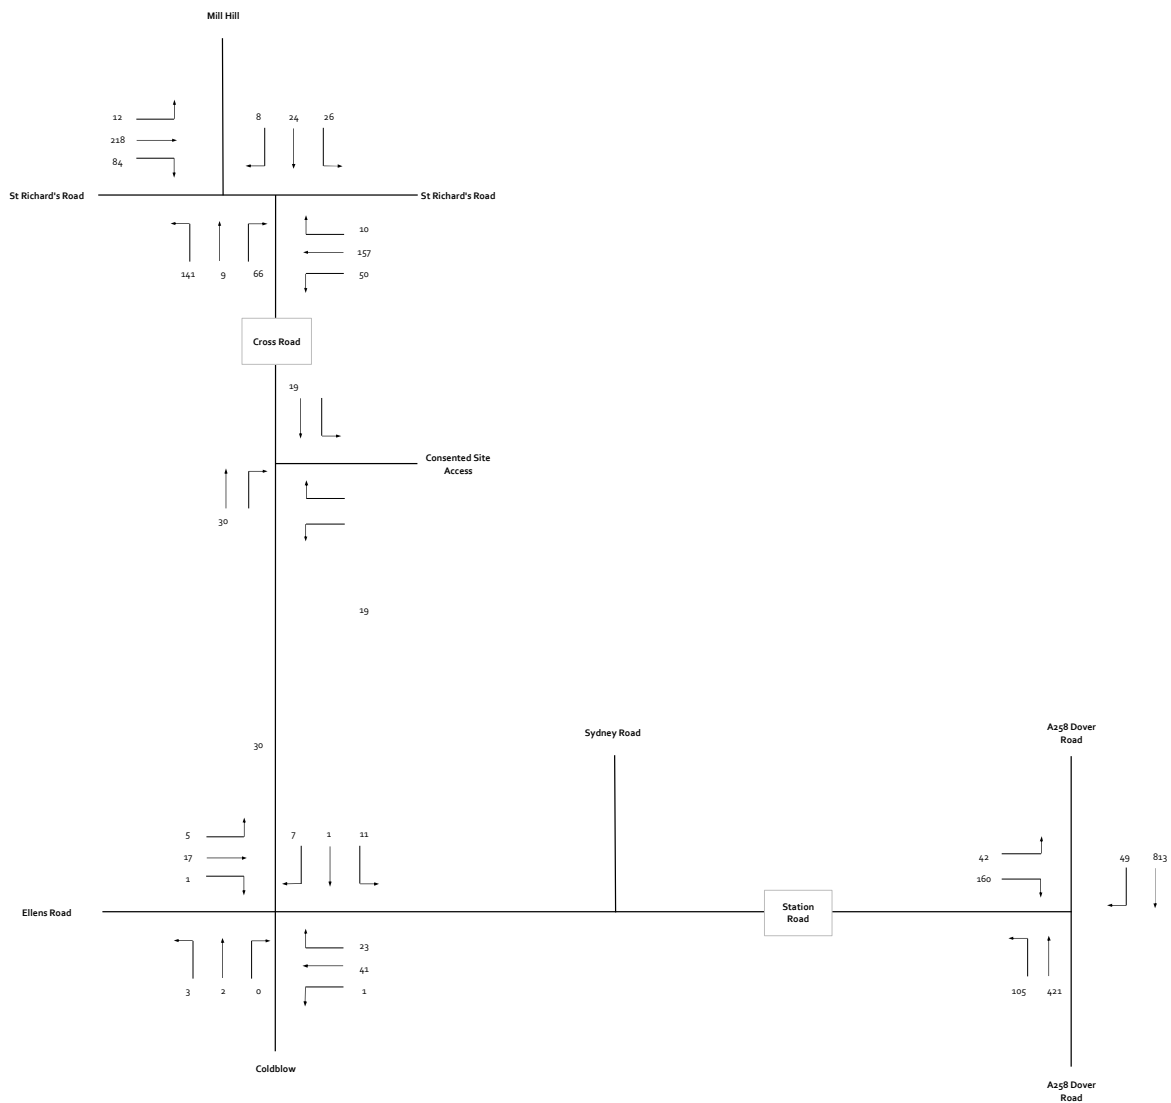 Mill Hill
12
8
24
26
218
84
St Richard's Road
St Richard's Road
10
157
141
9
66
50
Cross Road
19
Consented Site
Access
30
19
30
Sydney Road
A258 Dover
Road
5
7
1
11
17
1
42
49
813
160
Ellens Road
Station
Road
23
41
3
2
0
1
105
421
Coldblow
A258 Dover
Road